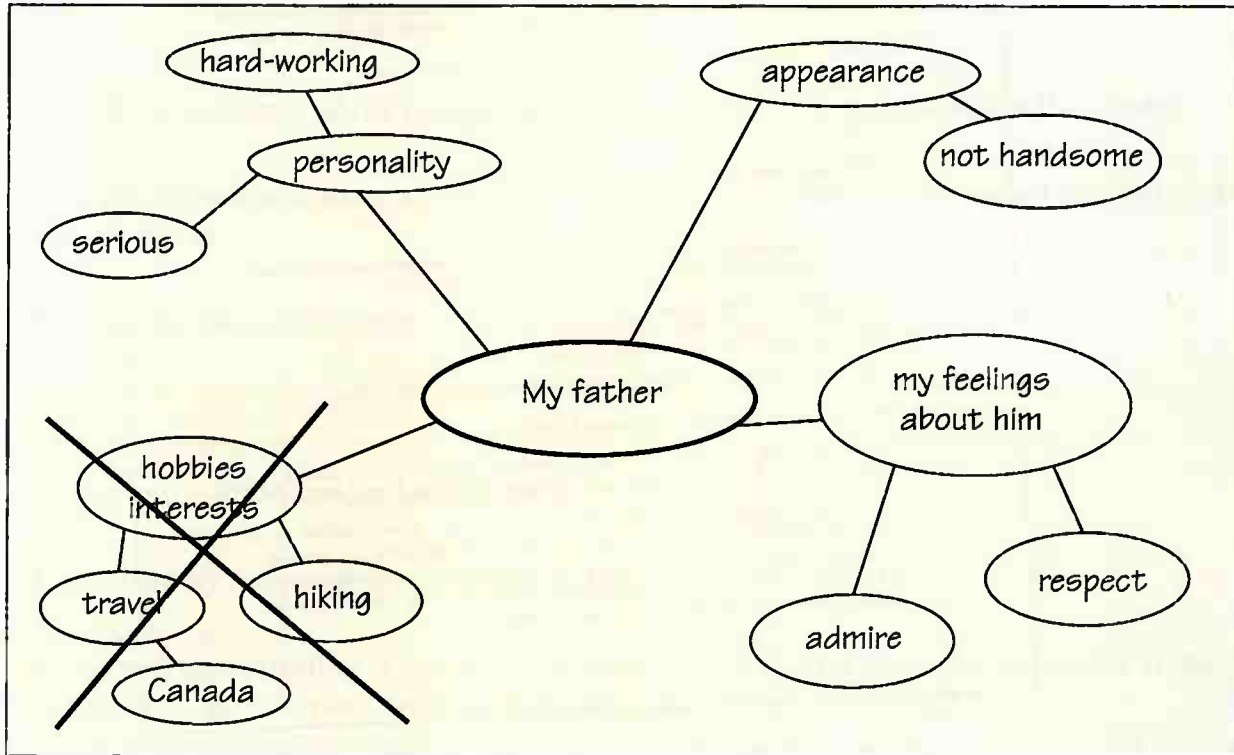 hard-working
personality
serious
appearance
not handsome
My father
my feelings
about him
admire
respect
hobbies
interests
travel
hiking
Canada